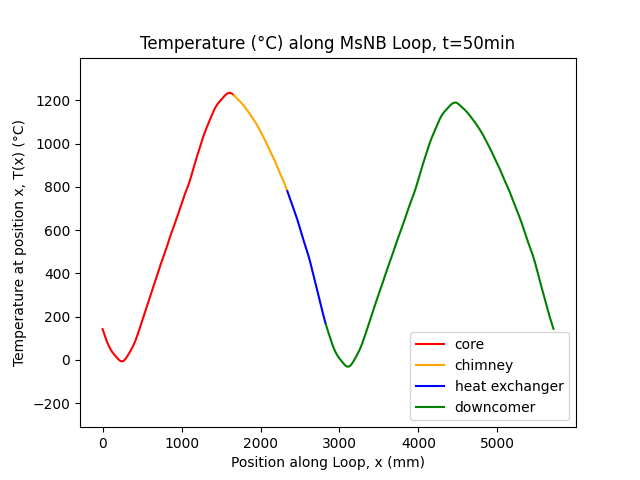 Temperature (°C) along MsNB Loop, t=50min
Temperature at position x, T(x) (°C)
1200
1000
800
600
400
200
0
−200
0 1000 2000 3000 4000 5000
Position along Loop, x (mm)
core
chimney
heat exchanger
downcomer